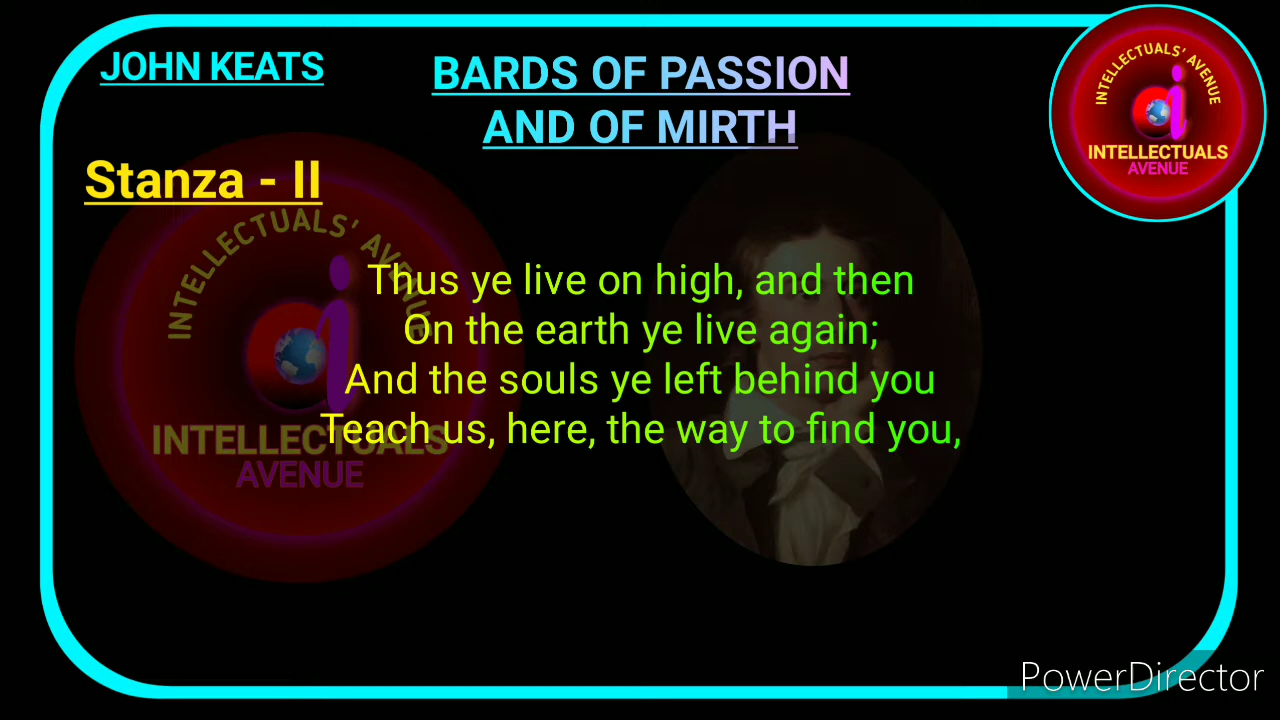 JOHN KEATS
BARDS OF PASSION
AND OF MIRTH
INTELLECTUALS' AVENUE
i
INTELLECTUALS
AVENUE
Stanza - II
INTELLECTUALS' AVENUE
i
INTELLECTUALS
AVENUE
Thus ye live on high, and then
On the earth ye live again;
And the souls ye left behind you
Teach us, here, the way to find you,
PowerDirector